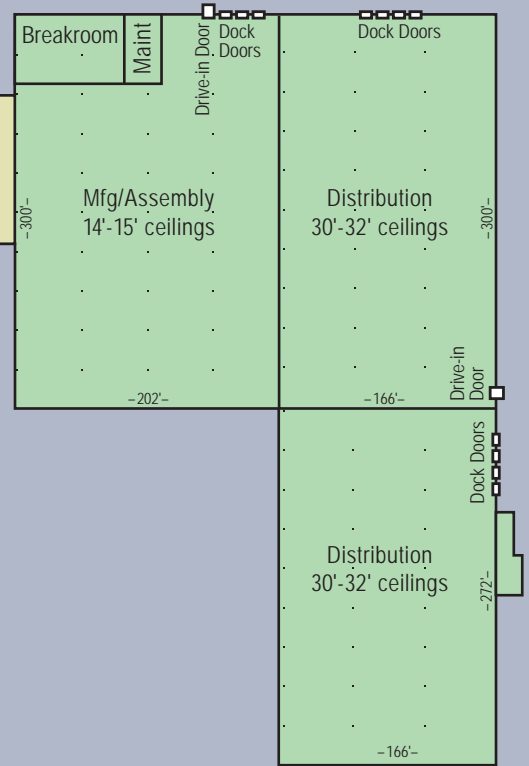 Breakroom
Maint
Drive-in Door
Dock
Doors
Dock Doors
Mfg/Assembly
14'-15' ceilings
Distribution
30'-32' ceilings
–300'–
–300'–
Drive-in
Door
–202'–
–166'–
Dock Doors
Distribution
30'-32' ceilings
–272'–
–166'–